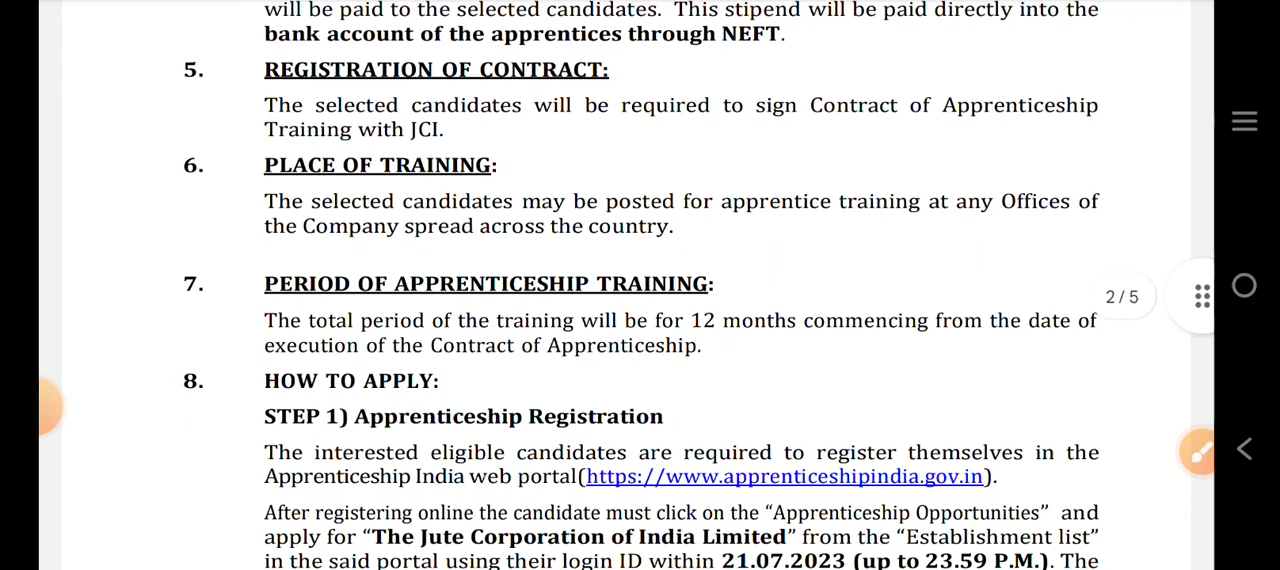 will be paid to the selected candidates. This stipend will be paid directly into the
bank account of the apprentices through NEFT.
5. REGISTRATION OF CONTRACT:
The selected candidates will be required to sign Contract of Apprenticeship
Training with JCI.
6. PLACE OF TRAINING:
The selected candidates may be posted for apprentice training at any Offices of
the Company spread across the country.
7. PERIOD OF APPRENTICESHIP TRAINING:
2 / 5
The total period of the training will be for 12 months commencing from the date of
execution of the Contract of Apprenticeship.
8. HOW TO APPLY:
STEP 1) Apprenticeship Registration
The interested eligible candidates are required to register themselves in the
Apprenticeship India web portal(https://www.apprenticeshipindia.gov.in).
After registering online the candidate must click on the “Apprenticeship Opportunities” and
apply for “The Jute Corporation of India Limited” from the “Establishment list”
in the said portal using their login ID within 21.07.2023 (up to 23.59 P.M.). The